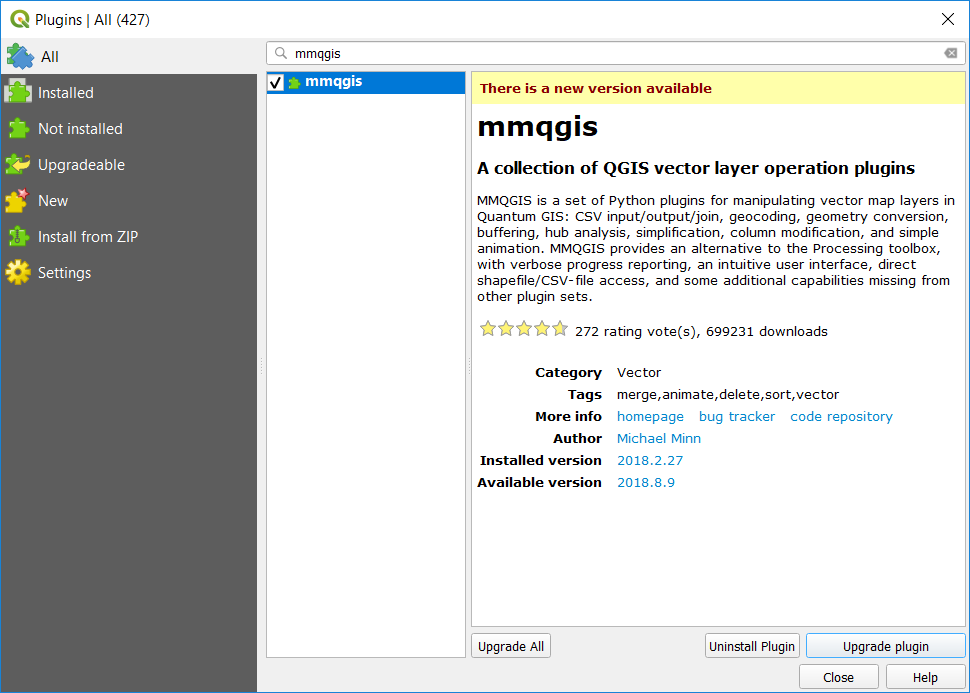 Plugins | All (427)
All
Installed
Not installed
Upgradeable
New
Install from ZIP
Settings
mmqgis
mmqgis
There is a new version available
mmqgis
A collection of QGIS vector layer operation plugins
MMQGIS is a set of Python plugins for manipulating vector map layers in
Quantum GIS: CSV input/output/join, geocoding, geometry conversion,
buffering, hub analysis, simplification, column modification, and simple
animation. MMQGIS provides an alternative to the Processing toolbox,
with verbose progress reporting, an intuitive user interface, direct
shapefile/CSV-file access, and some additional capabilities missing from
other plugin sets.
272 rating vote(s), 699231 downloads
Category Vector
Tags merge,animate,delete,sort,vector
More info homepage bug tracker code repository
Author Michael Minn
Installed version 2018.2.27
Available version 2018.8.9
Upgrade All Uninstall Plugin Upgrade plugin
Close Help